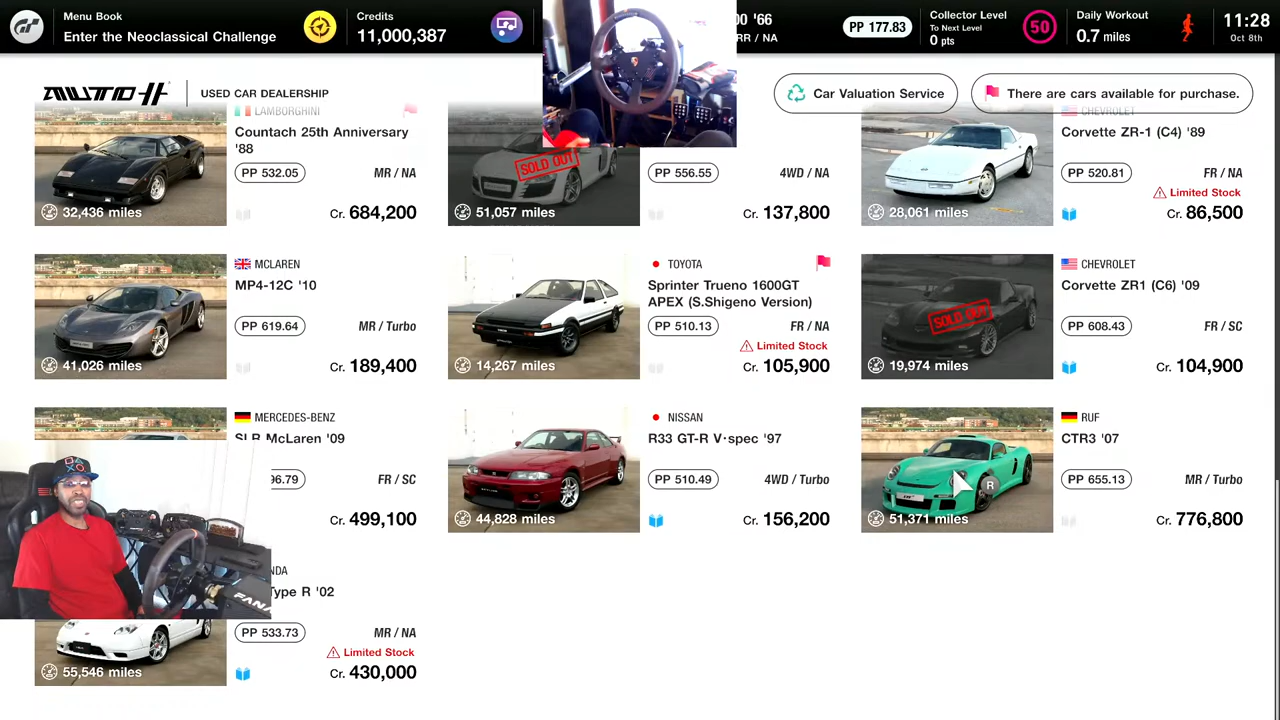 Menu Book
Enter the Neoclassical Challenge
Credits
11,000,387
00 '66
RR / NA
PP 177.83
Collector Level
To Next Level
0 pts
50
Daily Workout
0.7 miles
11:28
Oct 8th
AUTO
USED CAR DEALERSHIP
Car Valuation Service
There are cars available for purchase.
LAMBORGHINI
Countach 25th Anniversary
'88
PP 532.05
MR / NA
32,436 miles
Cr. 684,200
SOLD OUT
PP 556.55
4WD / NA
51,057 miles
Cr. 137,800
CHEVROLET
Corvette ZR-1 (C4) '89
PP 520.81
FR / NA
Limited Stock
28,061 miles
Cr. 86,500
MCLAREN
MP4-12C '10
PP 619.64
MR / Turbo
41,026 miles
Cr. 189,400
TOYOTA
Sprinter Trueno 1600GT
APEX (S.Shigeno Version)
PP 510.13
FR / NA
Limited Stock
14,267 miles
Cr. 105,900
CHEVROLET
Corvette ZR1 (C6) '09
SOLD OUT
PP 608.43
FR / SC
19,974 miles
Cr. 104,900
MERCEDES-BENZ
SLR McLaren '09
96.79
FR / SC
Cr. 499,100
NISSAN
R33 GT-R V·spec '97
PP 510.49
4WD / Turbo
44,828 miles
Cr. 156,200
RUF
CTR3 '07
PP 655.13
MR / Turbo
R
51,371 miles
Cr. 776,800
NDA
Type R '02
PP 533.73
MR / NA
Limited Stock
55,546 miles
Cr. 430,000
FANA